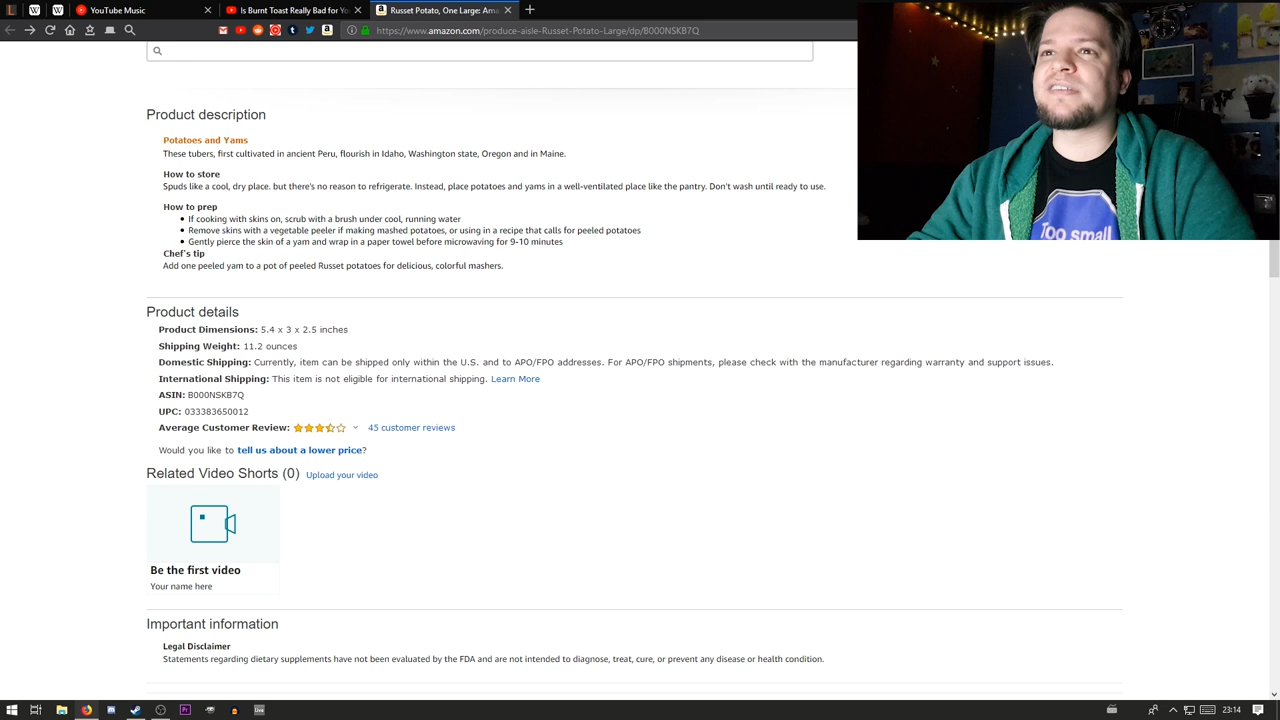 YouTube Music
Is Burnt Toast Really Bad for Yo
Russet Potato, One Large: Ama
https://www.amazon.com/produce-aisle-Russet-Potato-Large/dp/B000NSKB7Q
Product description
Potatoes and Yams
These tubers, first cultivated in ancient Peru, flourish in Idaho, Washington state, Oregon and in Maine.
How to store
Spuds like a cool, dry place. but there's no reason to refrigerate. Instead, place potatoes and yams in a well-ventilated place like the pantry. Don't wash until ready to use.
How to prep
• If cooking with skins on, scrub with a brush under cool, running water
• Remove skins with a vegetable peeler if making mashed potatoes, or using in a recipe that calls for peeled potatoes
• Gently pierce the skin of a yam and wrap in a paper towel before microwaving for 9-10 minutes
Chef's tip
Add one peeled yam to a pot of peeled Russet potatoes for delicious, colorful mashers.
Too small
Product details
Product Dimensions: 5.4 x 3 x 2.5 inches
Shipping Weight: 11.2 ounces
Domestic Shipping: Currently, item can be shipped only within the U.S. and to APO/FPO addresses. For APO/FPO shipments, please check with the manufacturer regarding warranty and support issues.
International Shipping: This item is not eligible for international shipping. Learn More
ASIN: B000NSKB7Q
UPC: 033383650012
Average Customer Review: 45 customer reviews
Would you like to tell us about a lower price?
Related Video Shorts (0) Upload your video
Be the first video
Your name here
Important information
Legal Disclaimer
Statements regarding dietary supplements have not been evaluated by the FDA and are not intended to diagnose, treat, cure, or prevent any disease or health condition.
Pr
Live
23:14